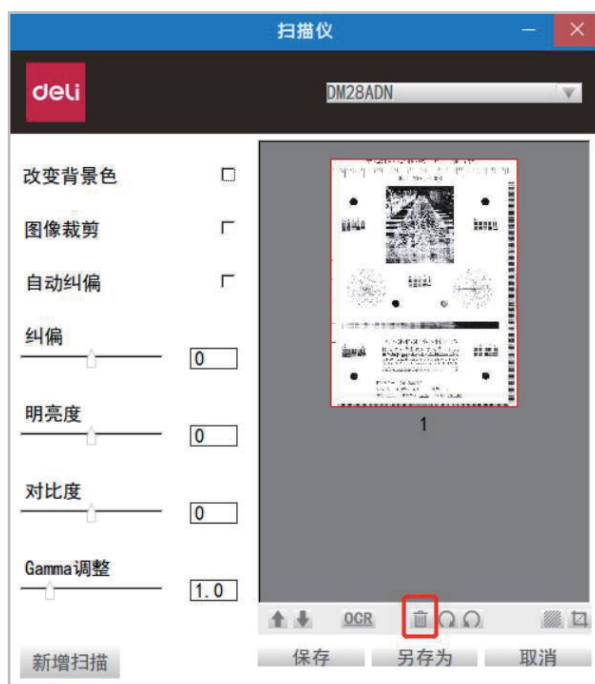 扫描仪
deli
DM28ADN
改变背景色
图像裁剪
自动纠偏
纠偏
0
明亮度
0
对比度
0
Gamma调整
1.0
1
OCR
新增扫描
保存
另存为
取消